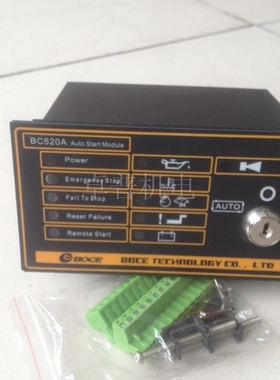 BC520A Auto Start Module
Power
Emergency Stop
Fail To Stop
Reset Failure
Remote Start
AUTO
BOCE
BOCE TECHNOLOGY CO., LTD